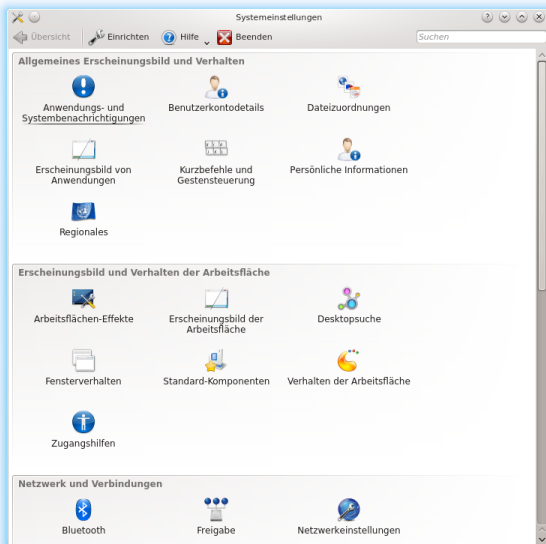 Systemeinstellungen
Übersicht Einrichten Hilfe Beenden Suchen
Allgemeines Erscheinungsbild und Verhalten
Anwendungs- und
Systembenachrichtigungen
Benutzerkontodetails
Dateizuordnungen
Erscheinungsbild von
Anwendungen
Kurzbefehle und
Gestensteuerung
Persönliche Informationen
Regionales
Erscheinungsbild und Verhalten der Arbeitsfläche
Arbeitsflächen-Effekte
Erscheinungsbild der
Arbeitsfläche
Desktopsuche
Fensterverhalten
Standard-Komponenten
Verhalten der Arbeitsfläche
Zugangshilfen
Netzwerk und Verbindungen
Bluetooth
Freigabe
Netzwerkeinstellungen